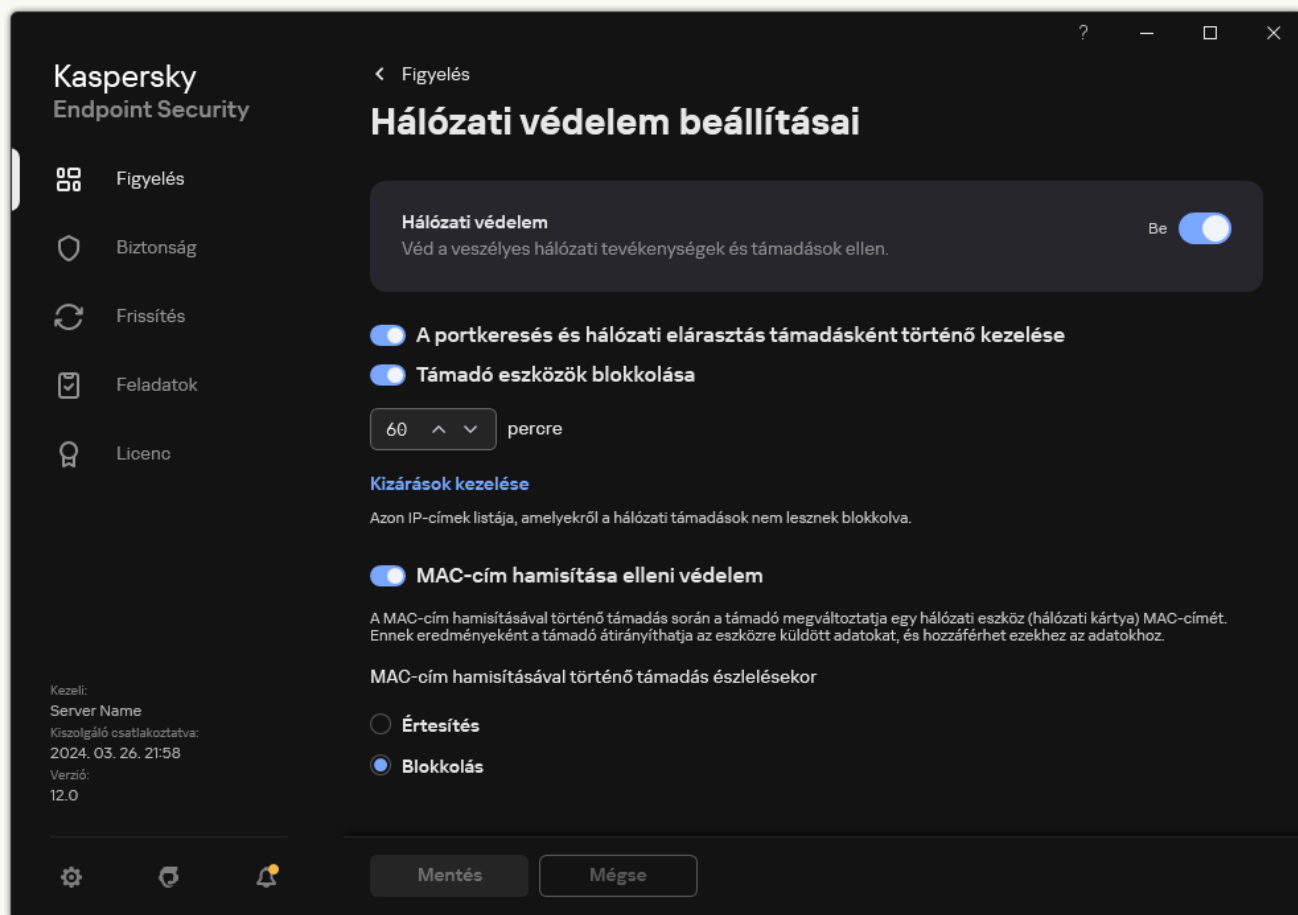 Kaspersky
Endpoint Security
Figyelés
Biztonság
Frissítés
Feladatok
Licenc
Kezeli:
Server Name
Kiszolgáló csatlakoztatva:
2024. 03. 26. 21:58
Verzió:
12.0
?
Figyelés
Hálózati védelem beállításai
Hálózati védelem
Véd a veszélyes hálózati tevékenységek és támadások ellen.
Be
A portkeresés és hálózati elárasztás támadásként történő kezelése
Támadó eszközök blokkolása
60 percre
Kizárások kezelése
Azon IP-címek listája, amelyekről a hálózati támadások nem lesznek blokkolva.
MAC-cím hamisítása elleni védelem
A MAC-cím hamisításával történő támadás során a támadó megváltoztatja egy hálózati eszköz (hálózati kártya) MAC-címét.
Ennek eredményeként a támadó átirányíthatja az eszközre küldött adatokat, és hozzáférhet ezekhez az adatokhoz.
MAC-cím hamisításával történő támadás észlelésekor
Értesítés
Blokkolás
Mentés
Mégse